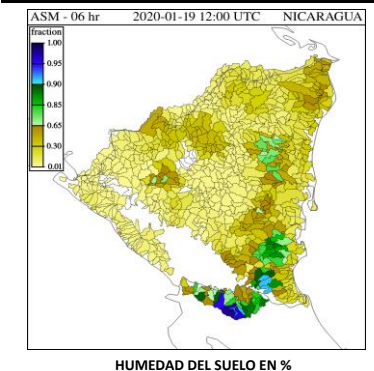 ASM - 06 hr 2020-01-19 12:00 UTC NICARAGUA
fraction
1.00
0.95
0.90
0.85
0.65
0.30
0.01
HUMEDAD DEL SUELO EN %